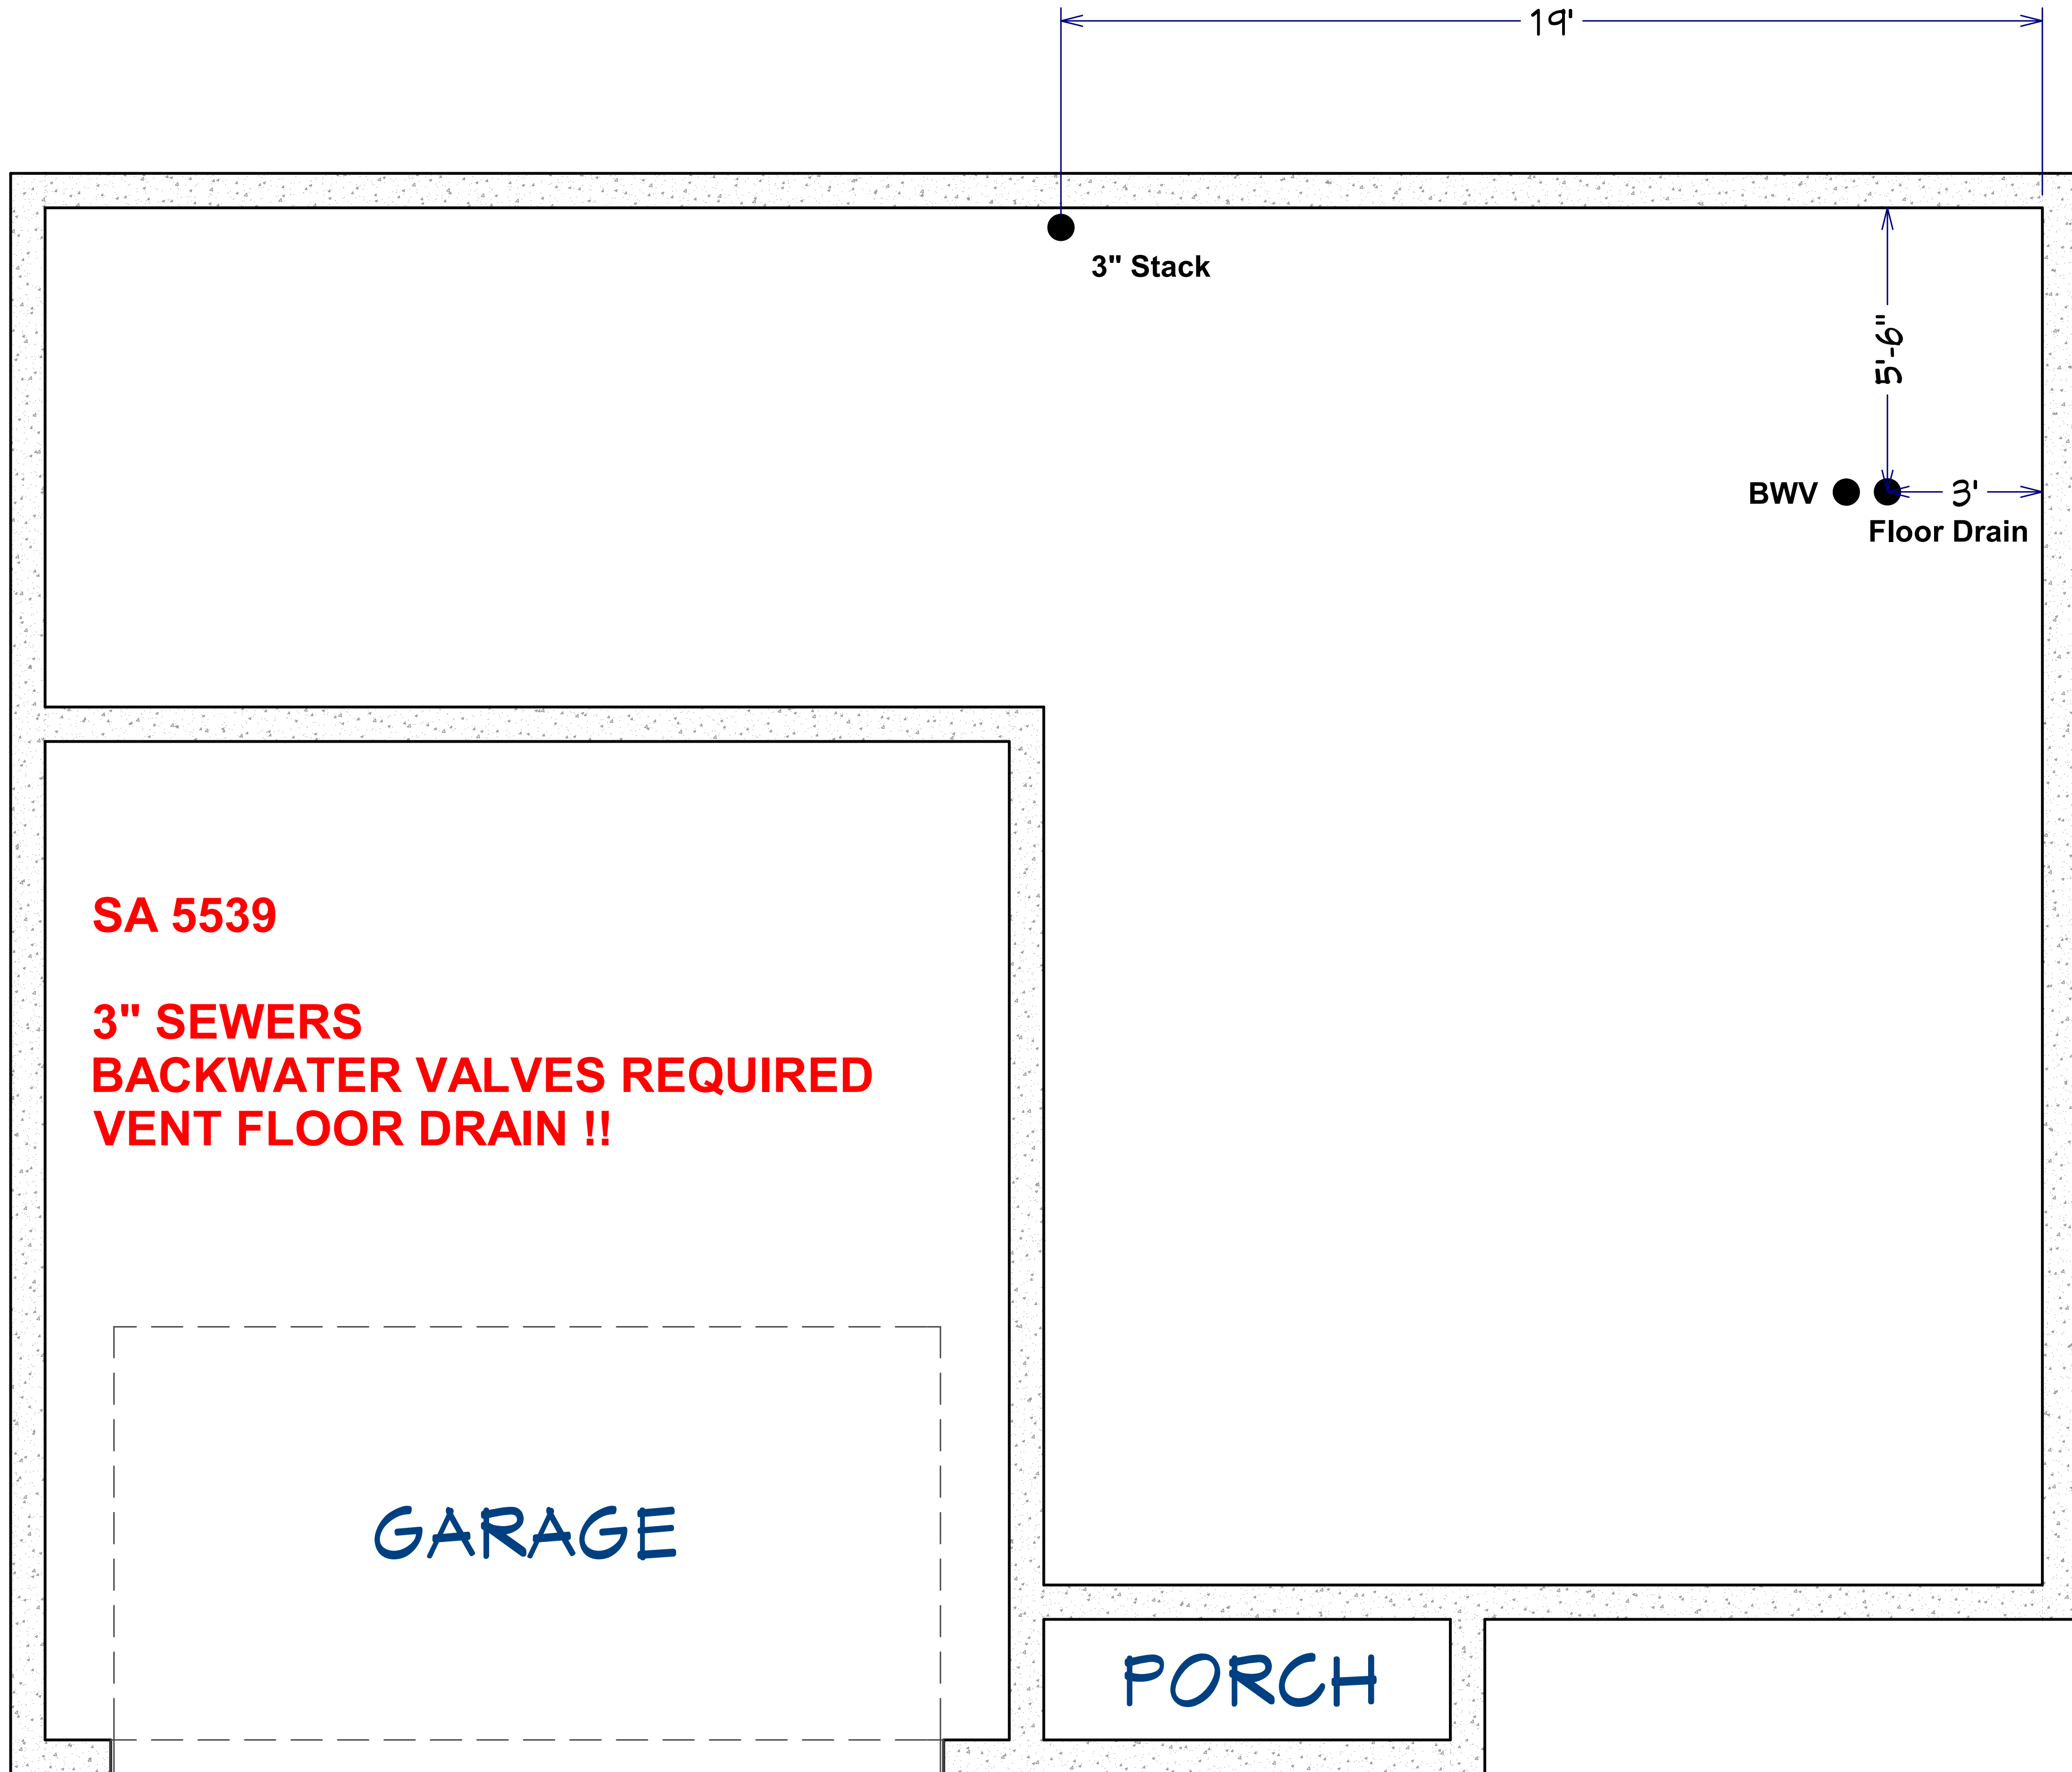 19'
3" Stack
5'-6"
BWV
3'
Floor Drain
SA 5539
3" SEWERS
BACKWATER VALVES REQUIRED
VENT FLOOR DRAIN !!
GARAGE
PORCH